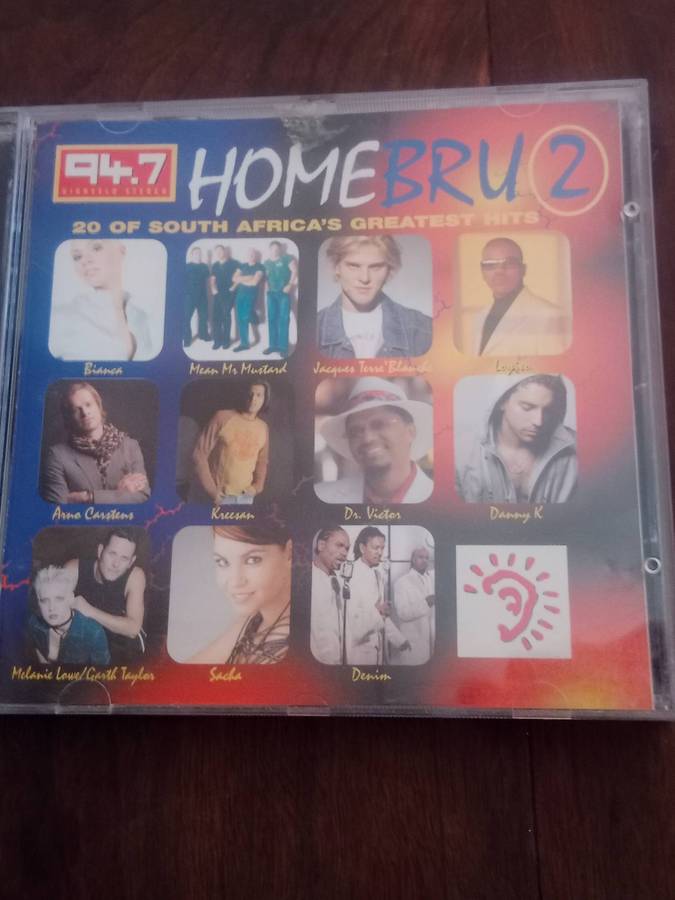 94.7
HIGHVELD STEREO
HOMEBRU 2
20 OF SOUTH AFRICA'S GREATEST HITS
Bianca
Mean Mr Mustard
Jacques Terre'Blanche
Loyiso
Arno Carstens
Kreesan
Dr. Victor
Danny K
Melanie Lowe/Garth Taylor
Sacha
Denim